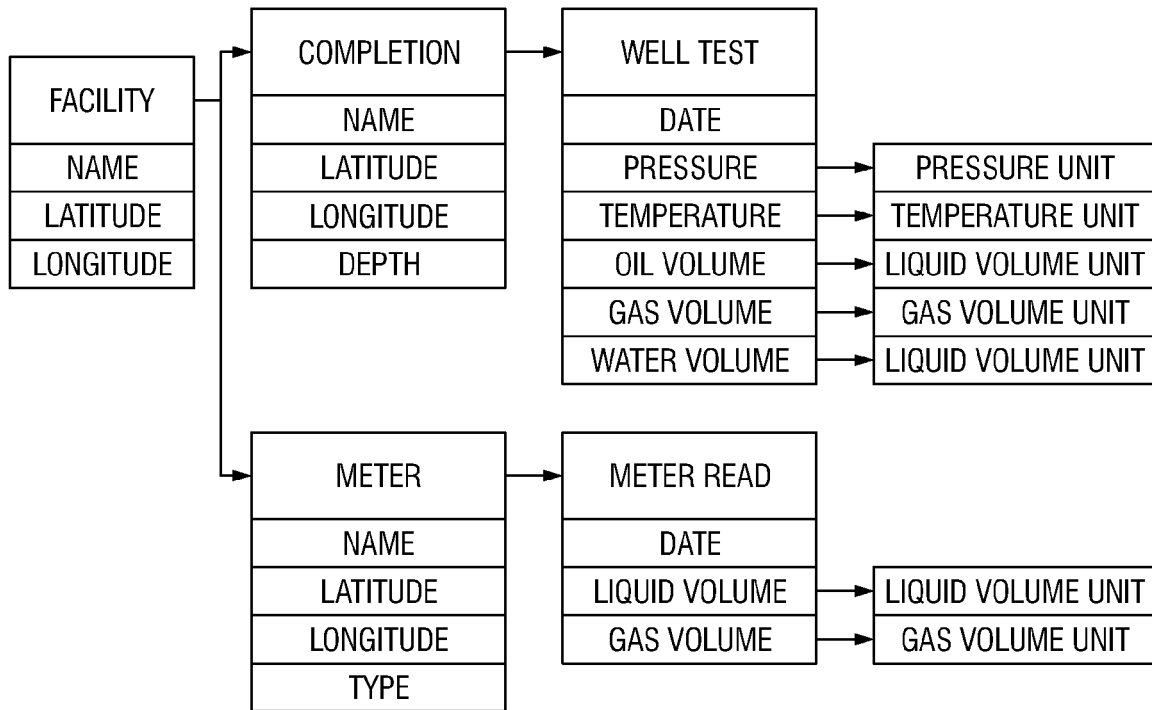 FACILITY
NAME
LATITUDE
LONGITUDE
COMPLETION
NAME
LATITUDE
LONGITUDE
DEPTH
WELL TEST
DATE
PRESSURE
TEMPERATURE
OIL VOLUME
GAS VOLUME
WATER VOLUME
PRESSURE UNIT
TEMPERATURE UNIT
LIQUID VOLUME UNIT
GAS VOLUME UNIT
LIQUID VOLUME UNIT
METER
NAME
LATITUDE
LONGITUDE
TYPE
METER READ
DATE
LIQUID VOLUME
GAS VOLUME
LIQUID VOLUME UNIT
GAS VOLUME UNIT